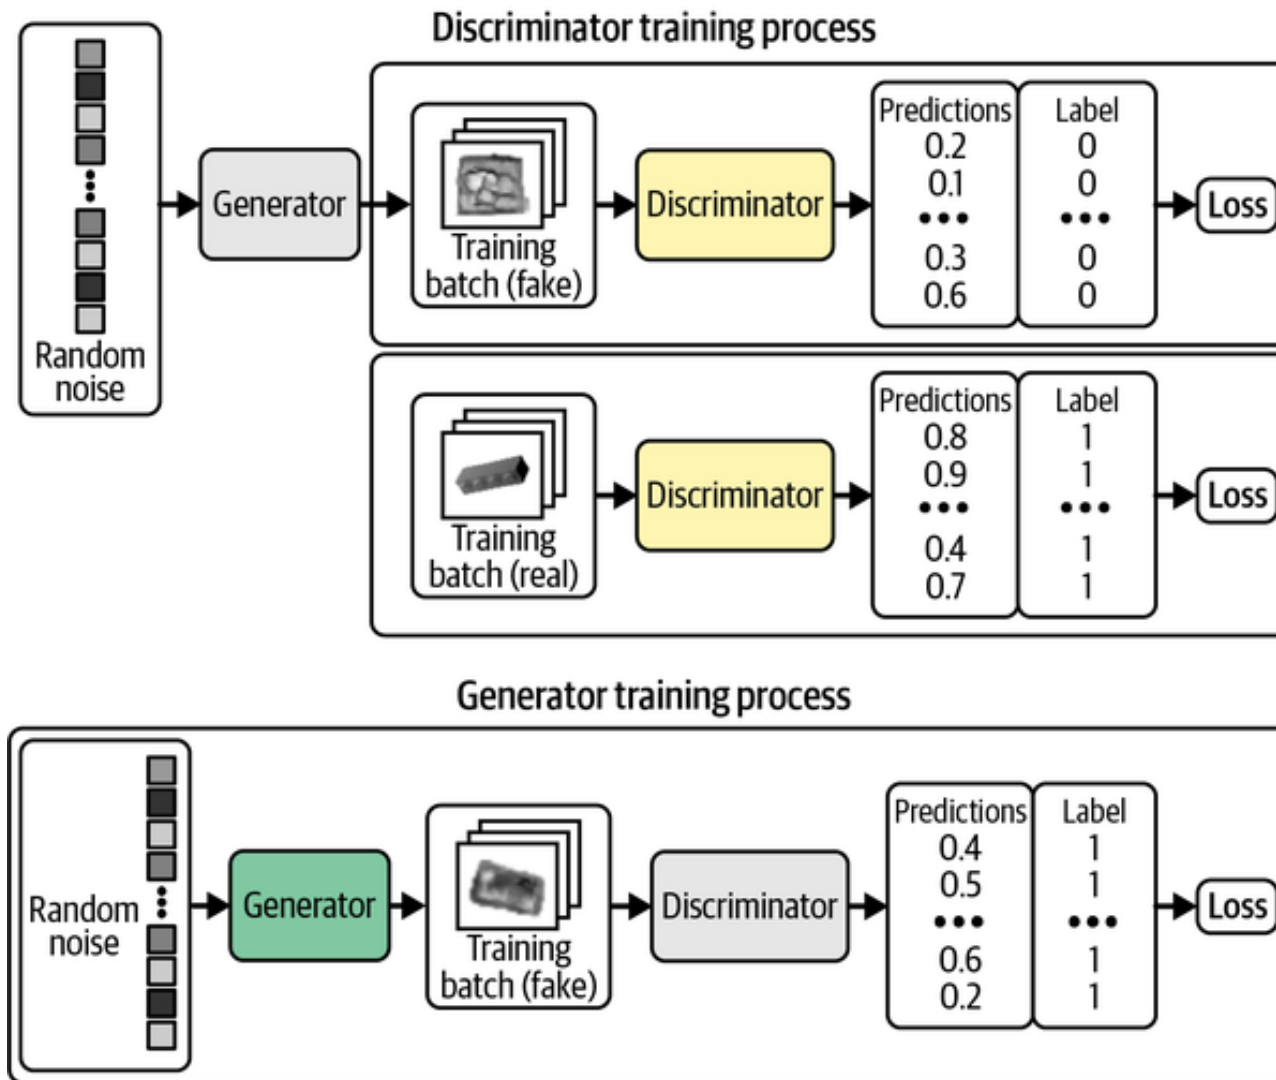 Discriminator training process
Random
noise
Generator
Training
batch (fake)
Discriminator
Predictions Label
0.2 0
0.1 0
••• •••
0.3 0
0.6 0
Loss
Training
batch (real)
Discriminator
Predictions Label
0.8 1
0.9 1
••• •••
0.4 1
0.7 1
Loss
Generator training process
Random
noise
Generator
Training
batch (fake)
Discriminator
Predictions Label
0.4 1
0.5 1
••• •••
0.6 1
0.2 1
Loss